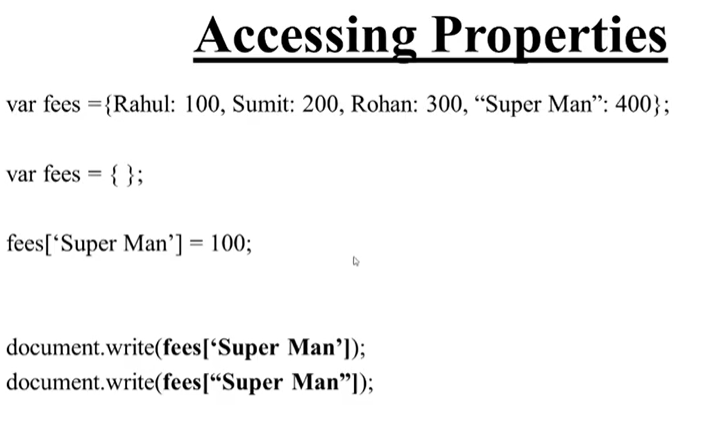 Accessing Properties
var fees ={Rahul: 100, Sumit: 200, Rohan: 300, “Super Man”: 400};
var fees = { };
fees[‘Super Man’] = 100;
document.write(fees[‘Super Man’]);
document.write(fees[“Super Man”]);